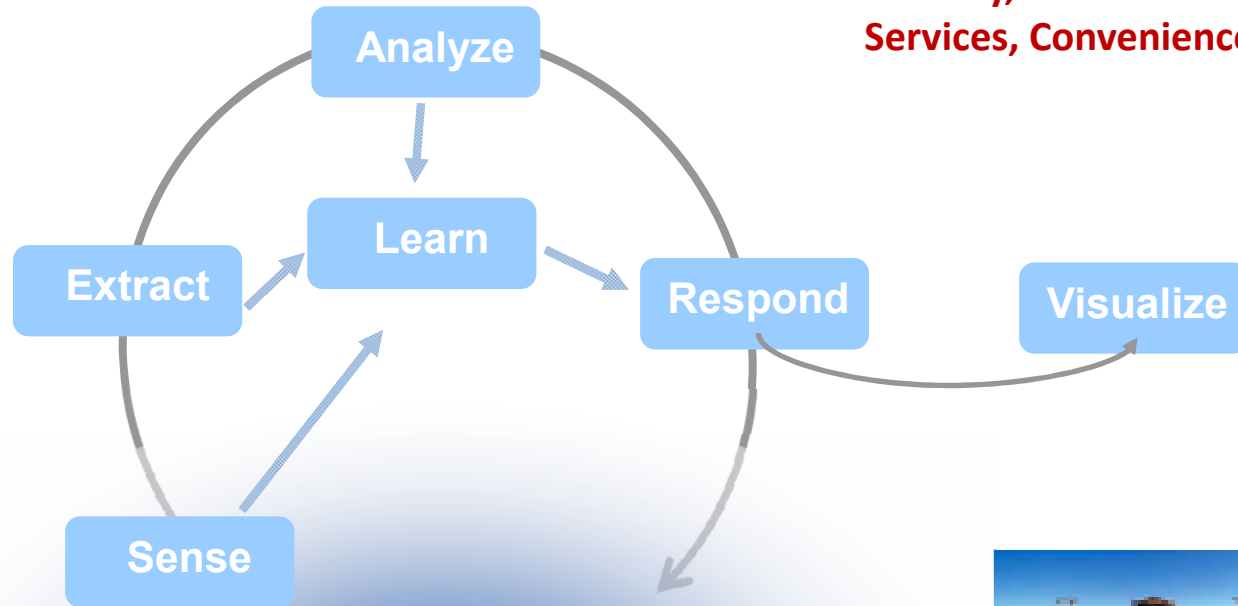 Services, Convenience
Analyze
Learn
Extract
Respond
Visualize
Sense